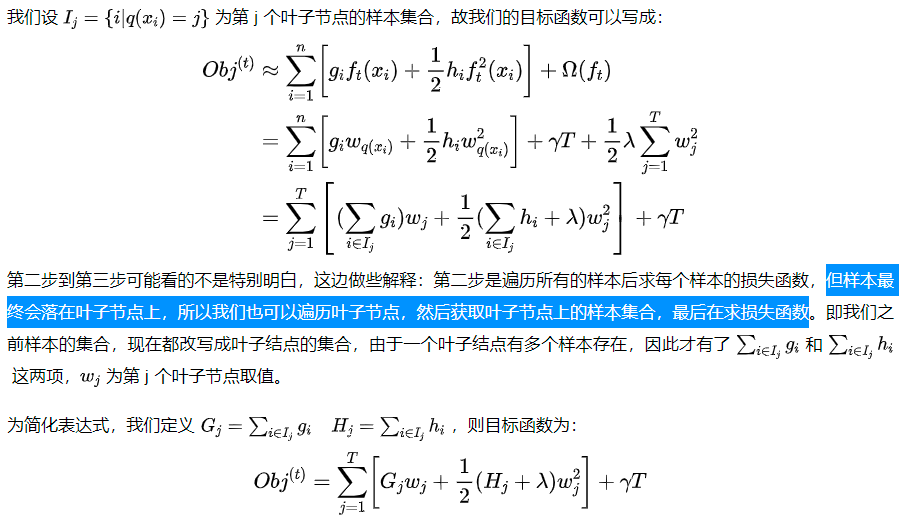 我们设 $I_j = \{i|q(x_i) = j\}$ 为第 j 个叶子节点的样本集合，故我们的目标函数可以写成：
$Obj^{(t)} \approx \sum_{i=1}^{n} \left[ g_i f_t(x_i) + \frac{1}{2} h_i f_t^2(x_i) \right] + \Omega(f_t)$
$= \sum_{i=1}^{n} \left[ g_i w_{q(x_i)} + \frac{1}{2} h_i w_{q(x_i)}^2 \right] + \gamma T + \frac{1}{2} \lambda \sum_{j=1}^{T} w_j^2$
$= \sum_{j=1}^{T} \left[ (\sum_{i \in I_j} g_i) w_j + \frac{1}{2} (\sum_{i \in I_j} h_i + \lambda) w_j^2 \right] + \gamma T$
第二步到第三步可能看的不是特别明白，这边做些解释：第二步是遍历所有的样本后求每个样本的损失函数，但样本最
终会落在叶子节点上，所以我们也可以遍历叶子节点，然后获取叶子节点上的样本集合，最后在求损失函数。即我们之
前样本的集合，现在都改写成叶子结点的集合，由于一个叶子结点有多个样本存在，因此才有了 $\sum_{i \in I_j} g_i$ 和 $\sum_{i \in I_j} h_i$
这两项，$w_j$ 为第 j 个叶子节点取值。
为简化表达式，我们定义 $G_j = \sum_{i \in I_j} g_i$ $H_j = \sum_{i \in I_j} h_i$ ，则目标函数为：
$Obj^{(t)} = \sum_{j=1}^{T} \left[ G_j w_j + \frac{1}{2} (H_j + \lambda) w_j^2 \right] + \gamma T$